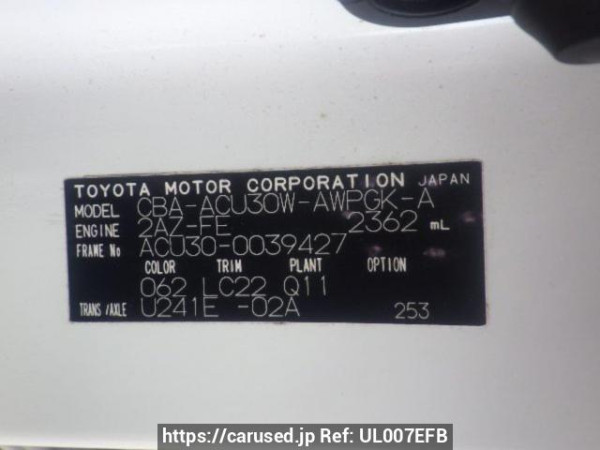 TOYOTA MOTOR CORPORATION JAPAN
MODEL CBA-ACU30W-AWPGK-A
ENGINE 2AZ-FE 2362 mL
FRAME No ACU30-0039427
COLOR TRIM PLANT OPTION
062 LC22 Q11
TRANS/AXLE U241E -02A 253
https://carused.jp Ref: UL007EFB